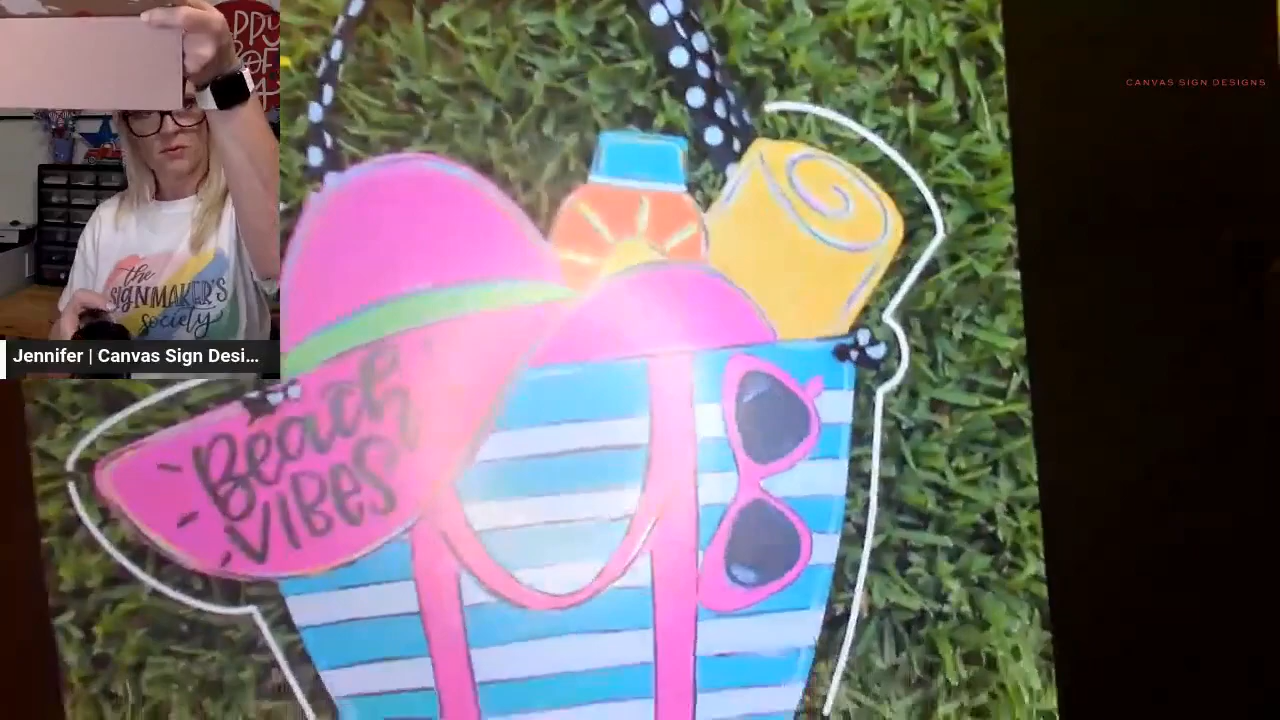 CANVAS SIGN DESIGNS
the
SIGNMAKER'S
society
Jennifer | Canvas Sign Desi...
Beach
VIBES